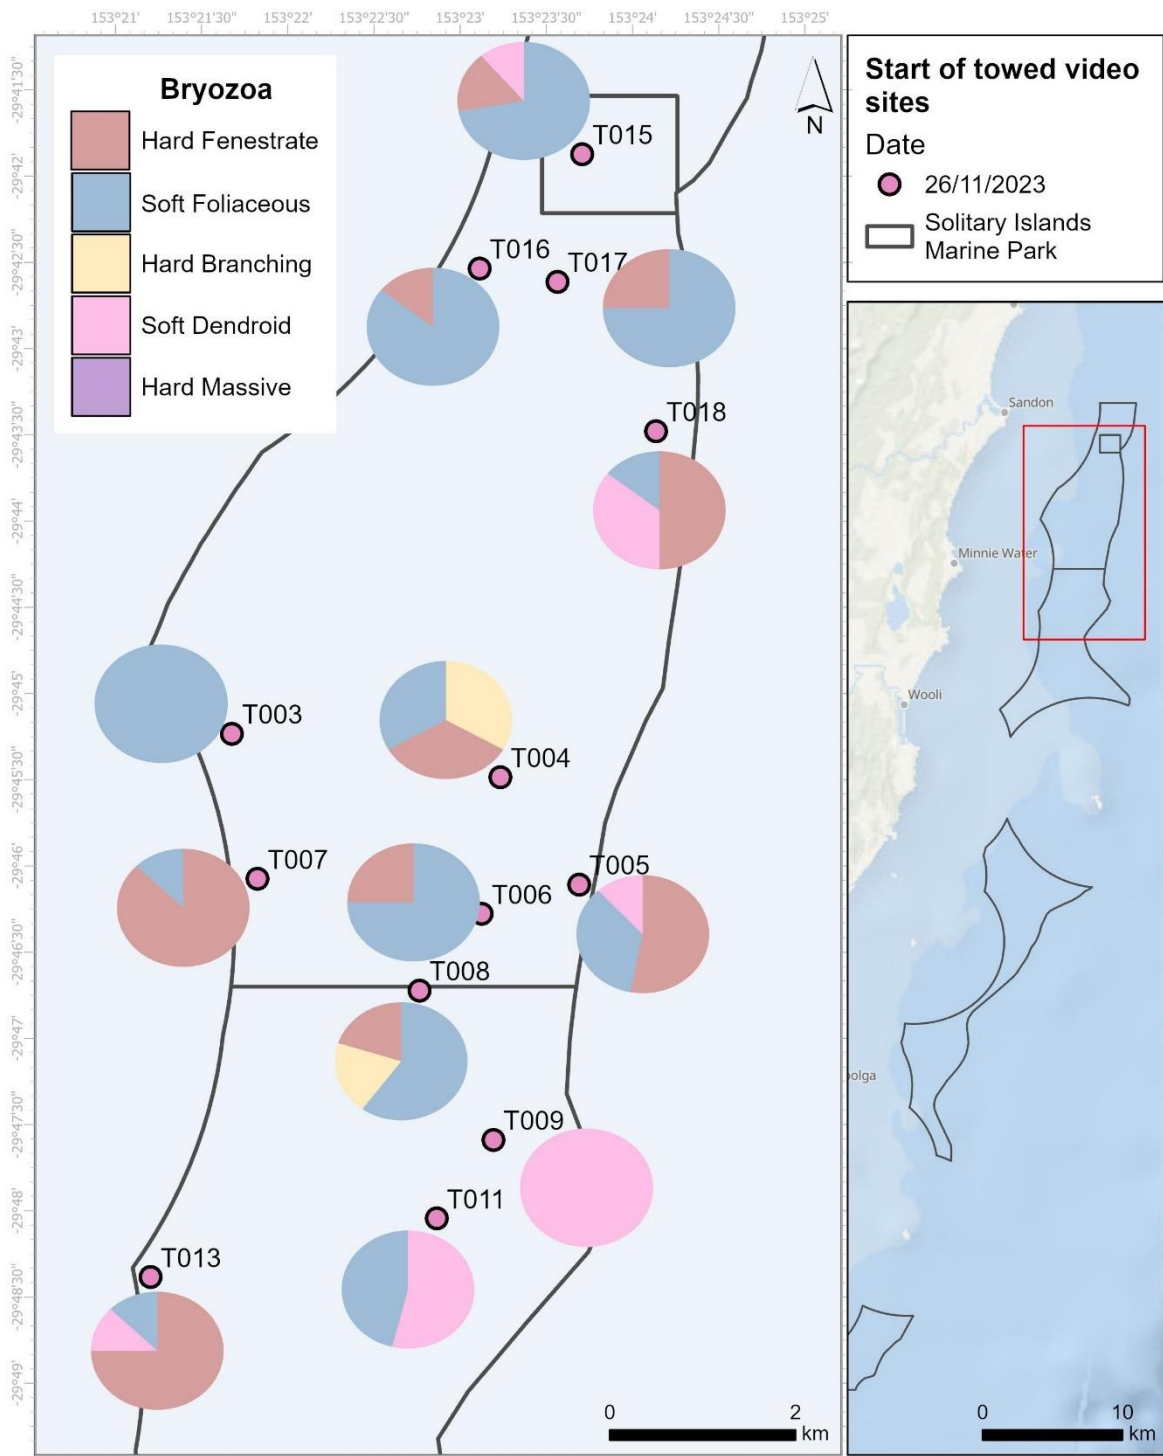 153°21' 153°21'30" 153°22' 153°22'30" 153°23' 153°23'30" 153°24' 153°24'30" 153°25'
-29°41'30"
-29°42'
-29°42'30"
-29°43'
-29°43'30"
-29°44'
-29°44'30"
-29°45'
-29°45'30"
-29°46'
-29°46'30"
-29°47'
-29°47'30"
-29°48'
-29°48'30"
-29°49'
Bryozoa
Hard Fenestrate
Soft Foliaceous
Hard Branching
Soft Dendroid
Hard Massive
N
T015
T016
T017
T018
T003
T004
T007
T005
T006
T008
T009
T011
T013
0 2
km
Start of towed video
sites
Date
26/11/2023
Solitary Islands
Marine Park
Sandon
Minnie Water
Wooli
olga
0 10
km